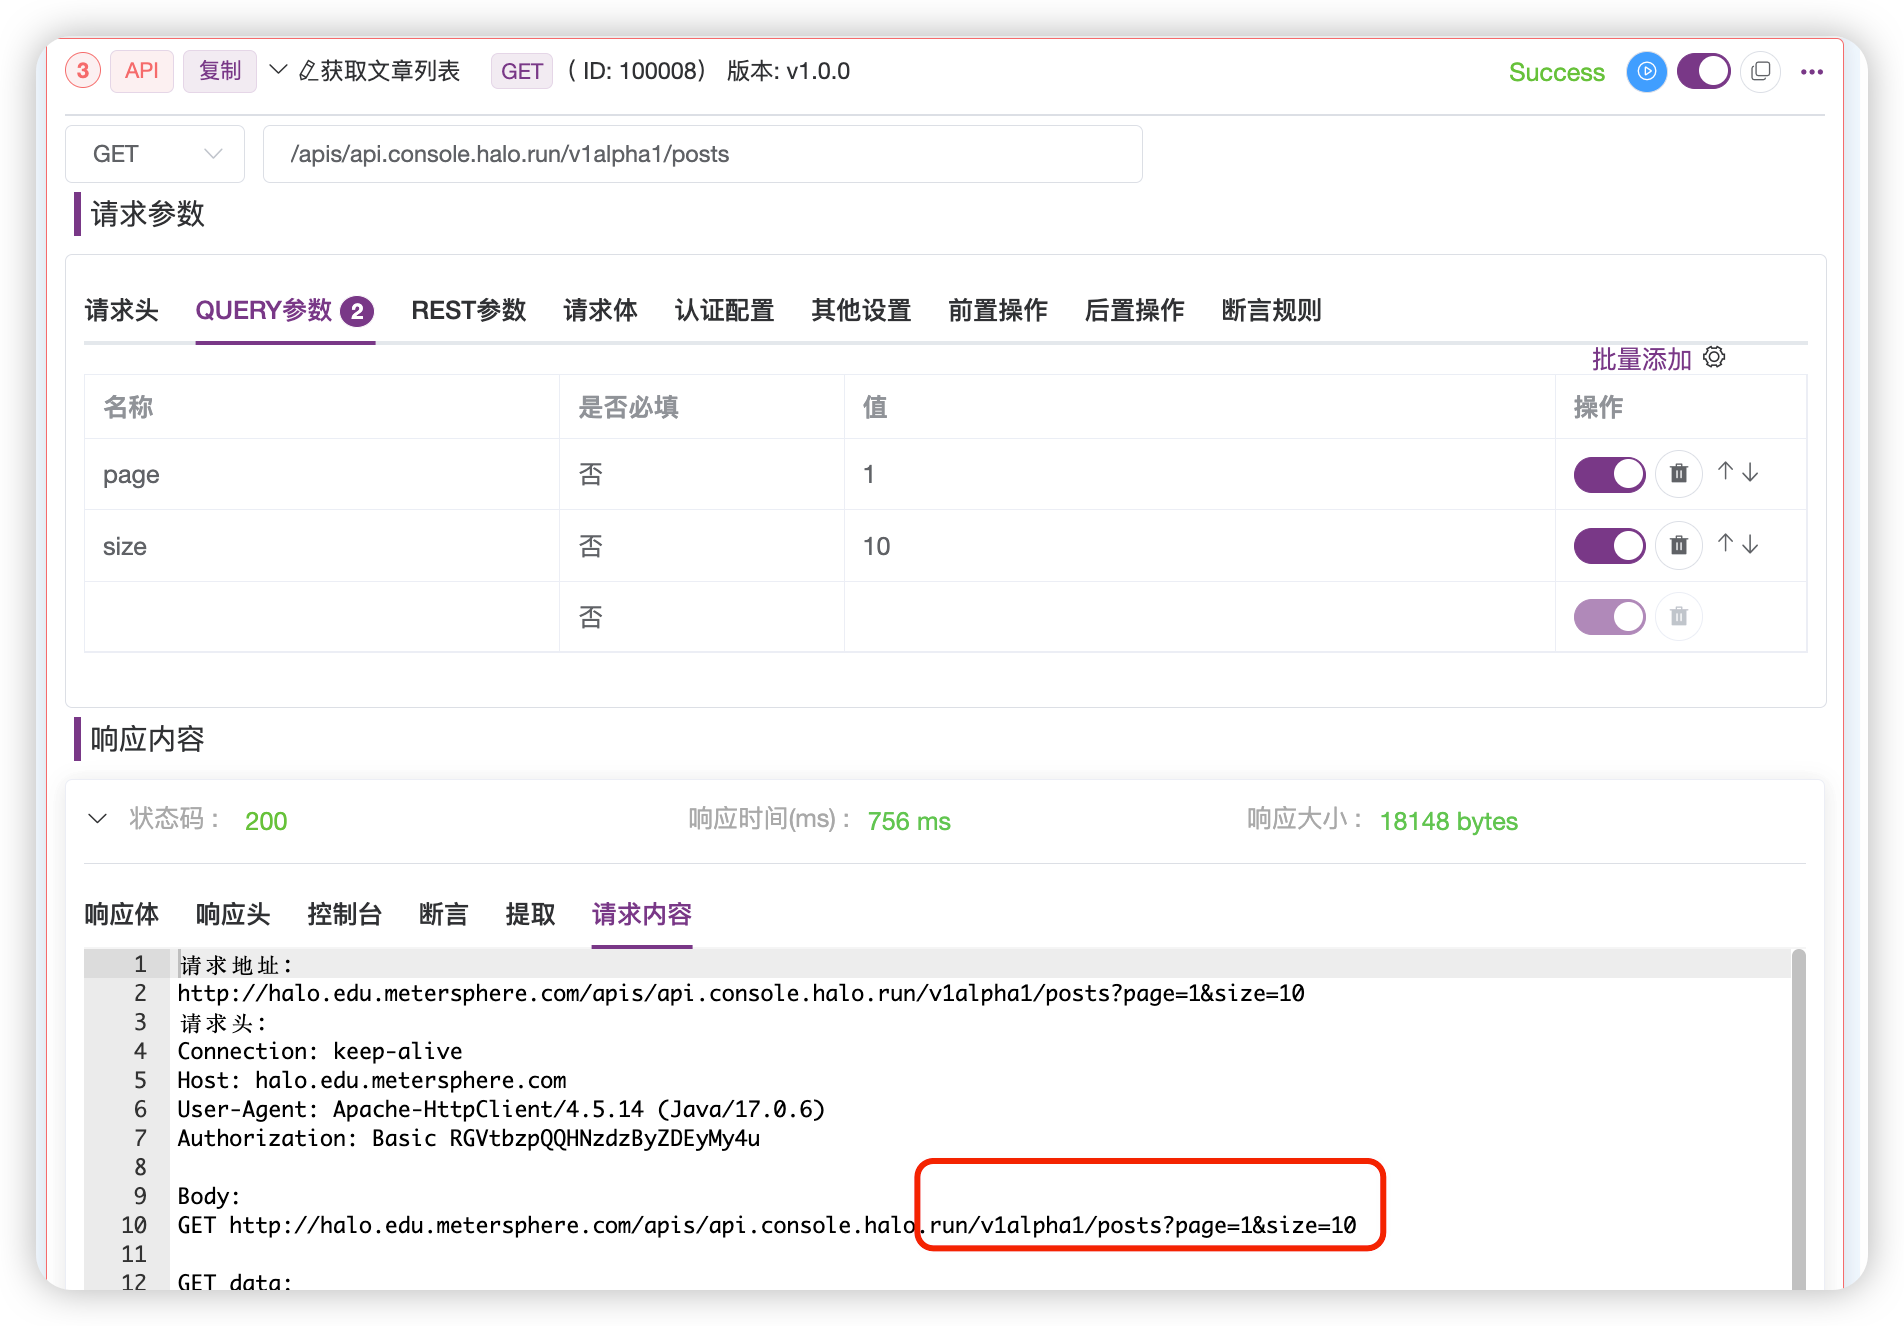 3 API 复制 获取文章列表 GET ( ID: 100008) 版本: v1.0.0 Success
GET /apis/api.console.halo.run/v1alpha1/posts
请求参数
请求头 QUERY参数 2 REST参数 请求体 认证配置 其他设置 前置操作 后置操作 断言规则
批量添加
名称 是否必填 值 操作
page 否 1
size 否 10
否
响应内容
状态码： 200 响应时间(ms)： 756 ms 响应大小： 18148 bytes
响应体 响应头 控制台 断言 提取 请求内容
1 请求地址:
2 http://halo.edu.metersphere.com/apis/api.console.halo.run/v1alpha1/posts?page=1&size=10
3 请求头:
4 Connection: keep-alive
5 Host: halo.edu.metersphere.com
6 User-Agent: Apache-HttpClient/4.5.14 (Java/17.0.6)
7 Authorization: Basic RGVtbzpQQHNzdzByZDEyMy4u
8
9 Body:
10 GET http://halo.edu.metersphere.com/apis/api.console.halo.run/v1alpha1/posts?page=1&size=10
11
12 GET data: